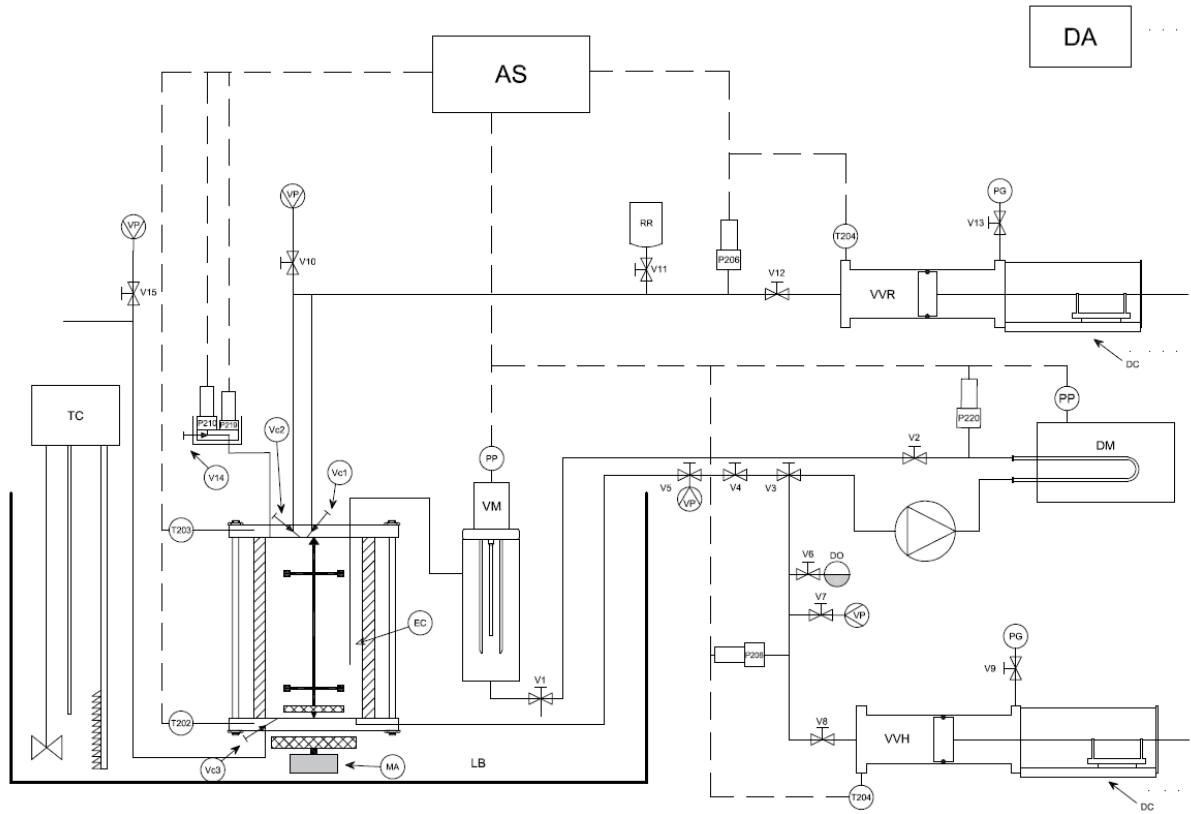 DA
AS
VP
VP
RR
PG
V13
T204
P206
V10
V11
V12
V15
VVR
DC
TC
P210
P219
Vc2
PP
PP
P220
V2
DM
V14
Vc1
VM
V5
V4
V3
VP
T203
V6
DO
V7
VP
EC
P208
PG
V9
V1
V8
VVH
T202
Vc3
MA
LB
T204
DC